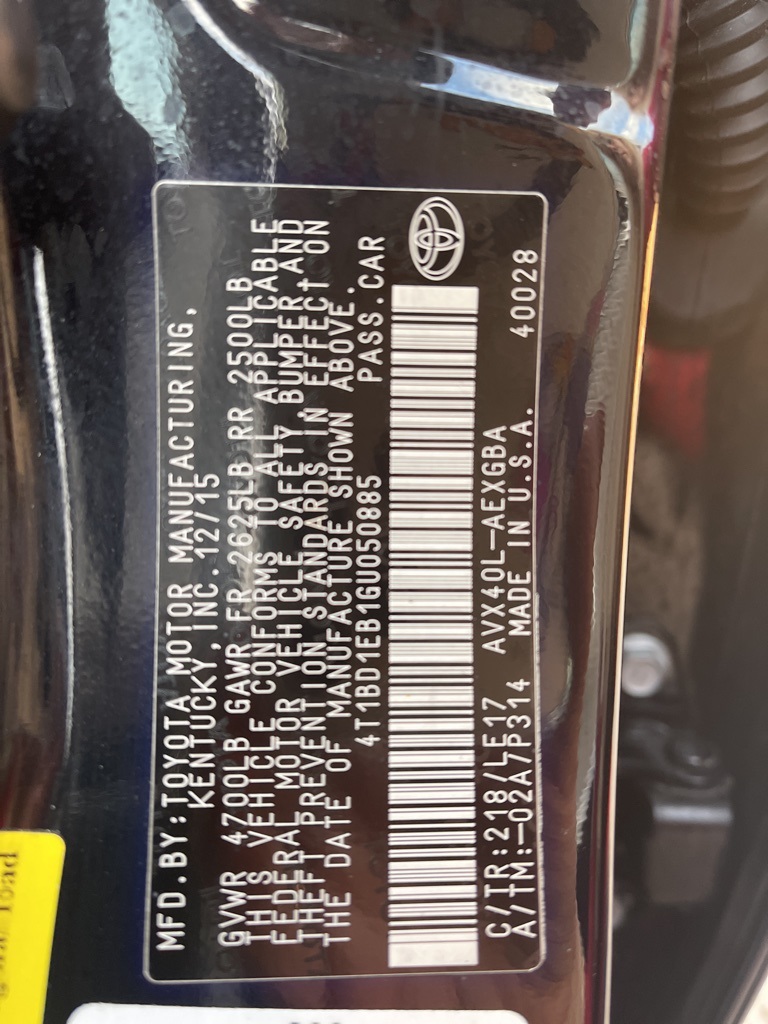 MFD.BY:TOYOTA MOTOR MANUFACTURING,
KENTUCKY, INC. 12/15
GVWR 4700LB GAWR FR 2625LB RR 2500LB
THIS VEHICLE CONFORMS TO ALL APPLICABLE
FEDERAL MOTOR VEHICLE SAFETY, BUMPER, AND
THEFT PREVENTION STANDARDS IN EFFECT ON
THE DATE OF MANUFACTURE SHOWN ABOVE.
4T1BD1EB1GU050885 PASS.CAR
C/TR:218/LE17 AVX40L-AEXGBA
A/TM:-02A7P314 MADE IN U.S.A. 40028
load